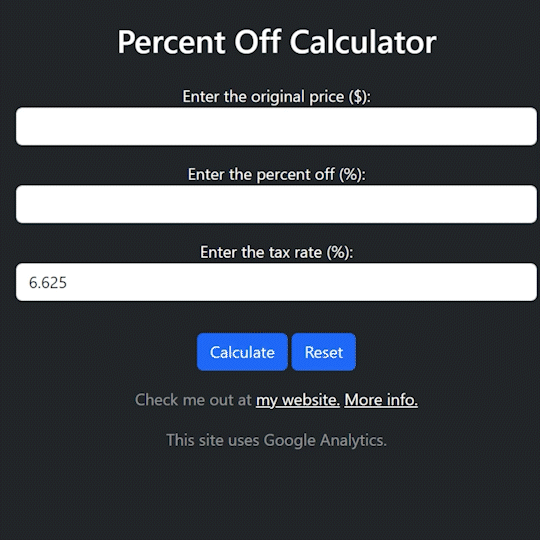 Percent Off Calculator
Enter the original price ($):
Enter the percent off (%):
Enter the tax rate (%):
6.625
Calculate Reset
Check me out at my website. More info.
This site uses Google Analytics.